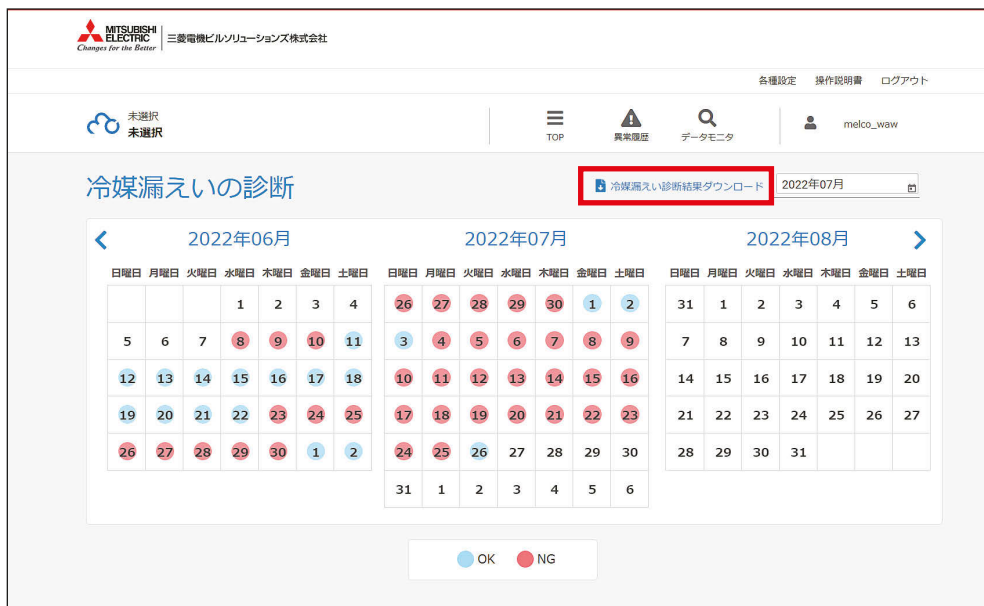 MITSUBISHI
ELECTRIC
Changes for the Better
三菱電機ビルソリューションズ株式会社
各種設定 操作説明書 ログアウト
未選択
未選択
TOP 異常履歴 データモニタ melco_waw
冷媒漏えいの診断
冷媒漏えい診断結果ダウンロード 2022年07月
2022年06月 2022年07月 2022年08月
日曜日 月曜日 火曜日 水曜日 木曜日 金曜日 土曜日 日曜日 月曜日 火曜日 水曜日 木曜日 金曜日 土曜日 日曜日 月曜日 火曜日 水曜日 木曜日 金曜日 土曜日
1 2 3 4 26 27 28 29 30 1 2 31 1 2 3 4 5 6
5 6 7 8 9 10 11 3 4 5 6 7 8 9 7 8 9 10 11 12 13
12 13 14 15 16 17 18 10 11 12 13 14 15 16 14 15 16 17 18 19 20
19 20 21 22 23 24 25 17 18 19 20 21 22 23 21 22 23 24 25 26 27
26 27 28 29 30 1 2 24 25 26 27 28 29 30 28 29 30 31
31 1 2 3 4 5 6
OK NG